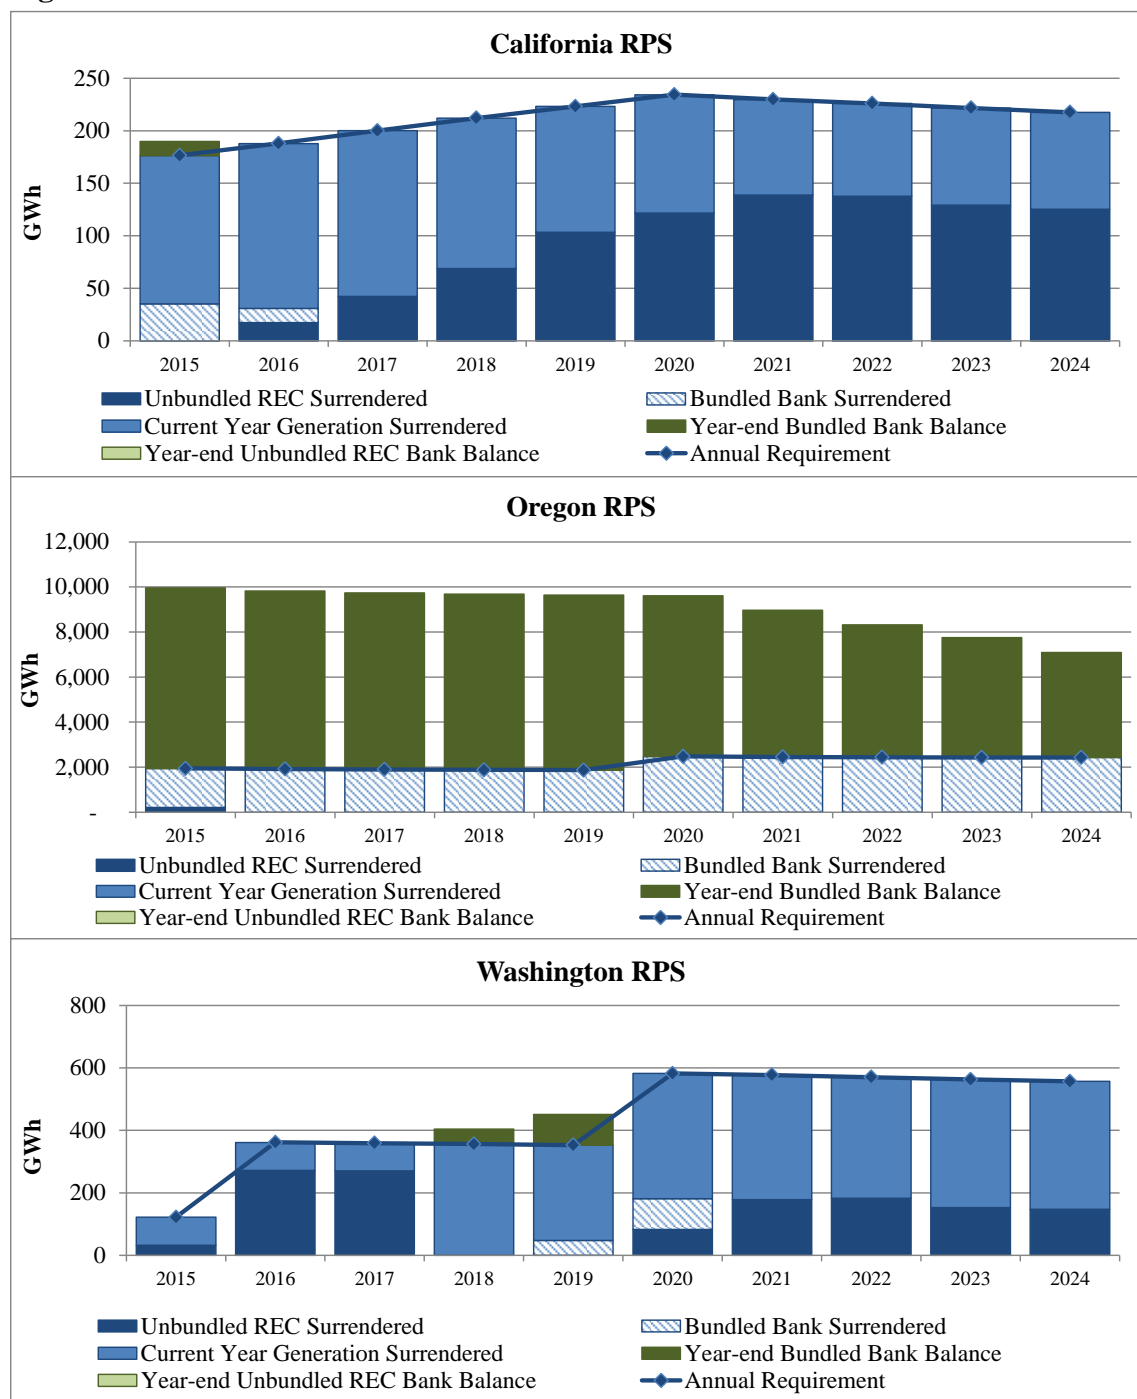 California RPS
250
200
150
100
50
0
GWh
2015 2016 2017 2018 2019 2020 2021 2022 2023 2024
Unbundled REC Surrendered Bundled Bank Surrendered
Current Year Generation Surrendered Year-end Bundled Bank Balance
Year-end Unbundled REC Bank Balance Annual Requirement
Oregon RPS
12,000
10,000
8,000
6,000
4,000
2,000
-
GWh
2015 2016 2017 2018 2019 2020 2021 2022 2023 2024
Unbundled REC Surrendered Bundled Bank Surrendered
Current Year Generation Surrendered Year-end Bundled Bank Balance
Year-end Unbundled REC Bank Balance Annual Requirement
Washington RPS
800
600
400
200
0
GWh
2015 2016 2017 2018 2019 2020 2021 2022 2023 2024
Unbundled REC Surrendered Bundled Bank Surrendered
Current Year Generation Surrendered Year-end Bundled Bank Balance
Year-end Unbundled REC Bank Balance Annual Requirement